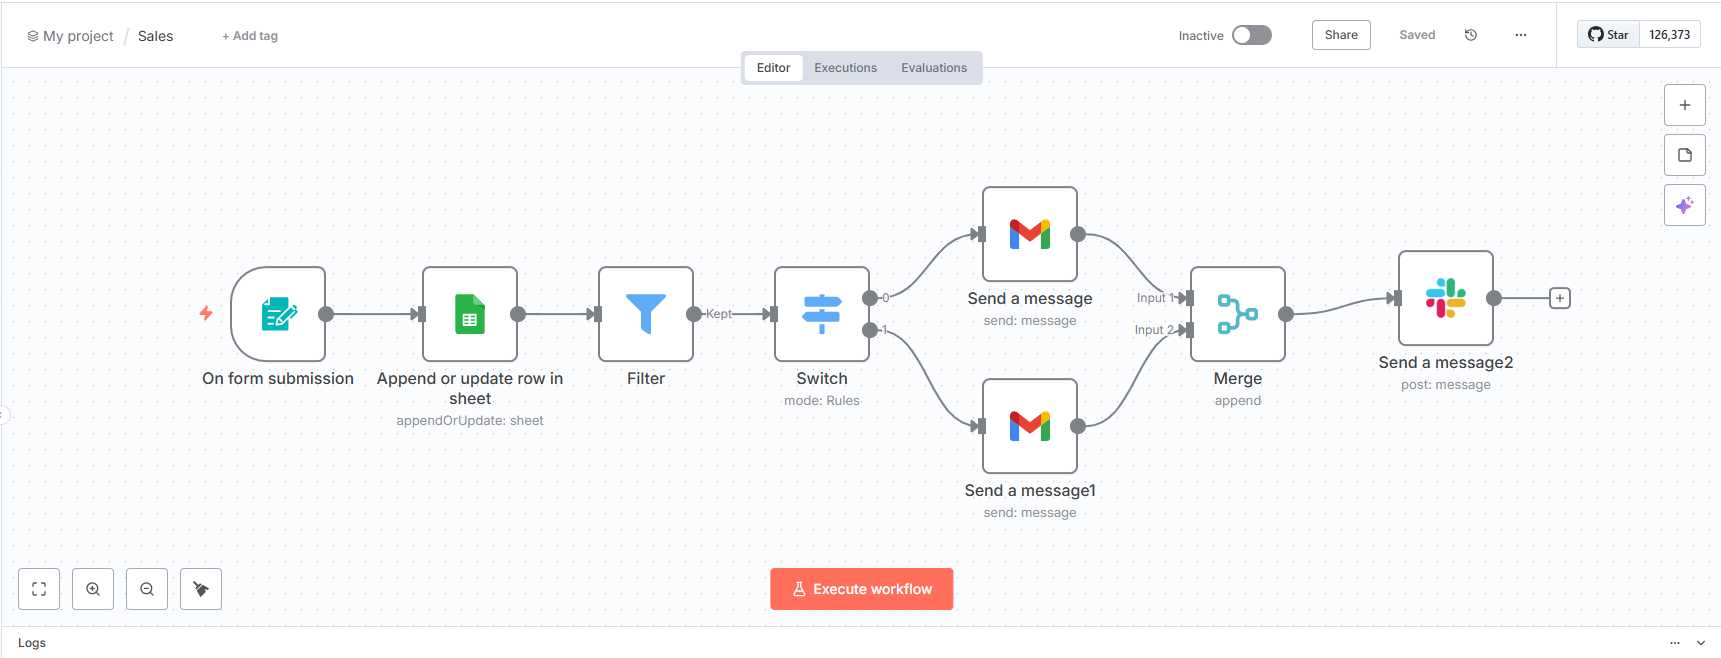 My project / Sales + Add tag
Inactive
Share
Saved
...
Star 126,373
Editor Executions Evaluations
On form submission
Append or update row in
sheet
appendOrUpdate: sheet
Filter
Kept
Switch
mode: Rules
0
1
Send a message
send: message
Send a message1
send: message
Input 1
Input 2
Merge
append
Send a message2
post: message
Execute workflow
Logs